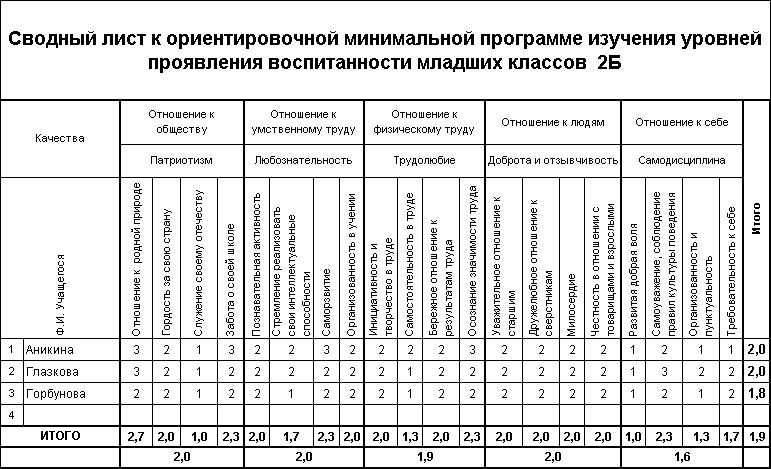 Сводный лист к ориентировочной минимальной программе изучения уровней
проявления воспитанности младших классов 2Б
Качества
Отношение к
обществу
Отношение к
умственному труду
Отношение к
физическому труду
Отношение к людям
Отношение к себе
Итого
Патриотизм
Любознательность
Трудолюбие
Доброта и отзывчивость
Самодисциплина
Ф.И. Учащегося
Отношение к родной природе
Гордость за свою страну
Служение своему отечеству
Забота о своей школе
Познавательная активность
Стремление реализовать
свои интеллектуальные
способности
Саморзвитие
Организованность в учении
Инициативность и
творчество в труде
Самостоятельность в труде
Бережное отношение к
результатам труда
Осознание значимости труда
Уважительное отношение к
старшим
Дружелюбное отношение к
сверстникам
Милосердие
Честность в отношении с
товарищами и взрослыми
Развитая добрая воля
Самоуважение, соблюдение
правил культуры поведения
Организованность и
пунктуальность
Требовательность к себе
1 Аникина 3 2 1 3 2 2 3 2 2 2 2 3 2 2 2 2 1 2 1 1 2,0
2 Глазкова 3 2 1 2 2 2 2 2 2 1 2 2 2 2 2 2 1 3 2 2 2,0
3 Горбунова 2 2 1 2 2 1 2 2 2 1 2 2 2 2 2 2 1 2 1 2 1,8
4
ИТОГО 2,7 2,0 1,0 2,3 2,0 1,7 2,3 2,0 2,0 1,3 2,0 2,3 2,0 2,0 2,0 2,0 1,0 2,3 1,3 1,7 1,9
2,0 2,0 1,9 2,0 1,6